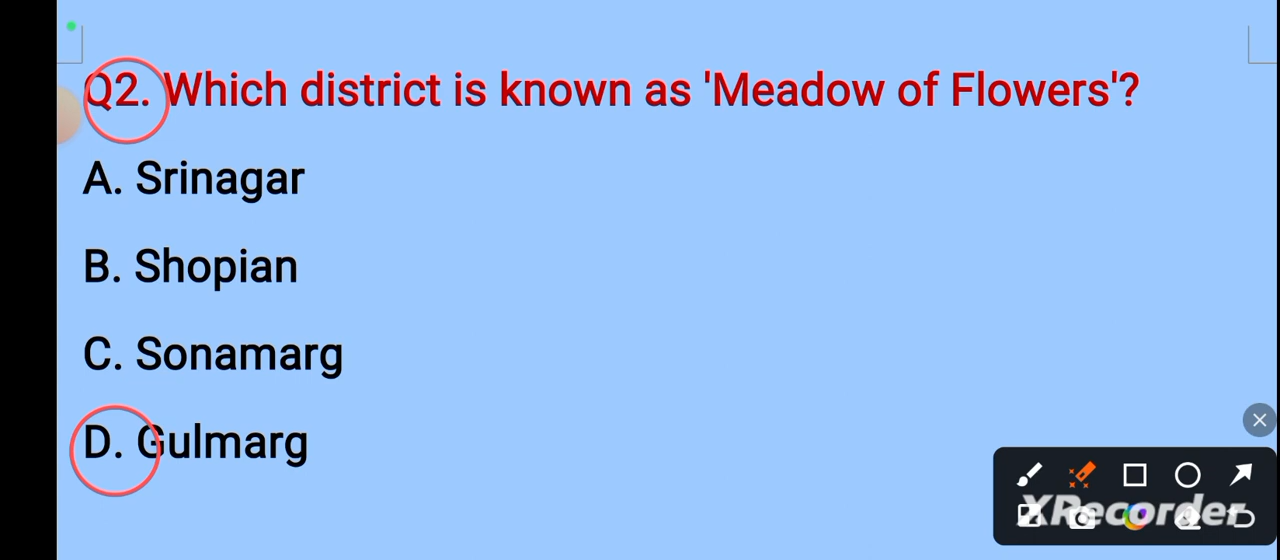 Q2. Which district is known as 'Meadow of Flowers'?
A. Srinagar
B. Shopian
C. Sonamarg
D. Gulmarg
XRecorder